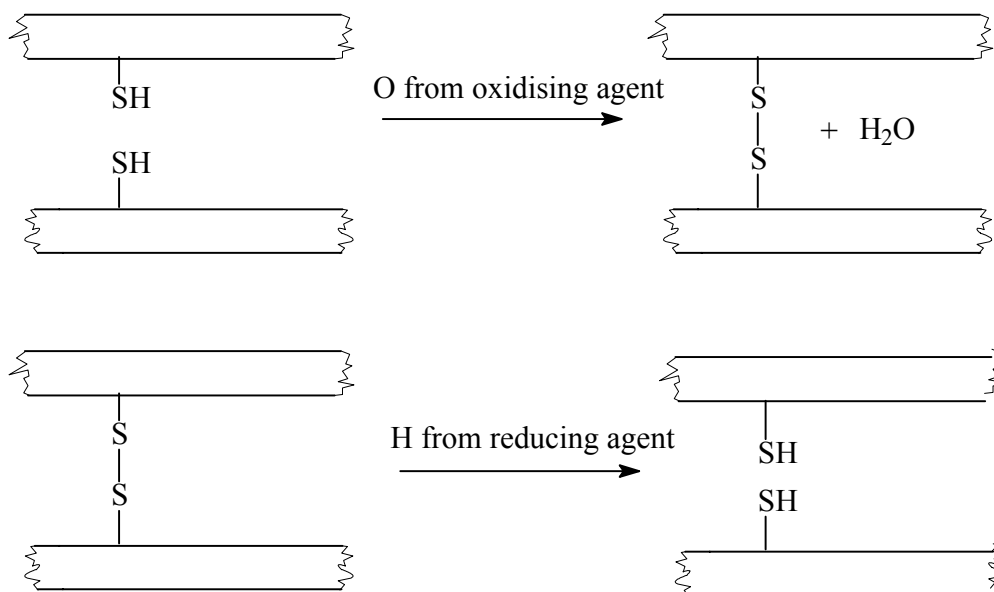 SH
O from oxidising agent
S
+ H₂O
SH
S
S
H from reducing agent
SH
S
SH